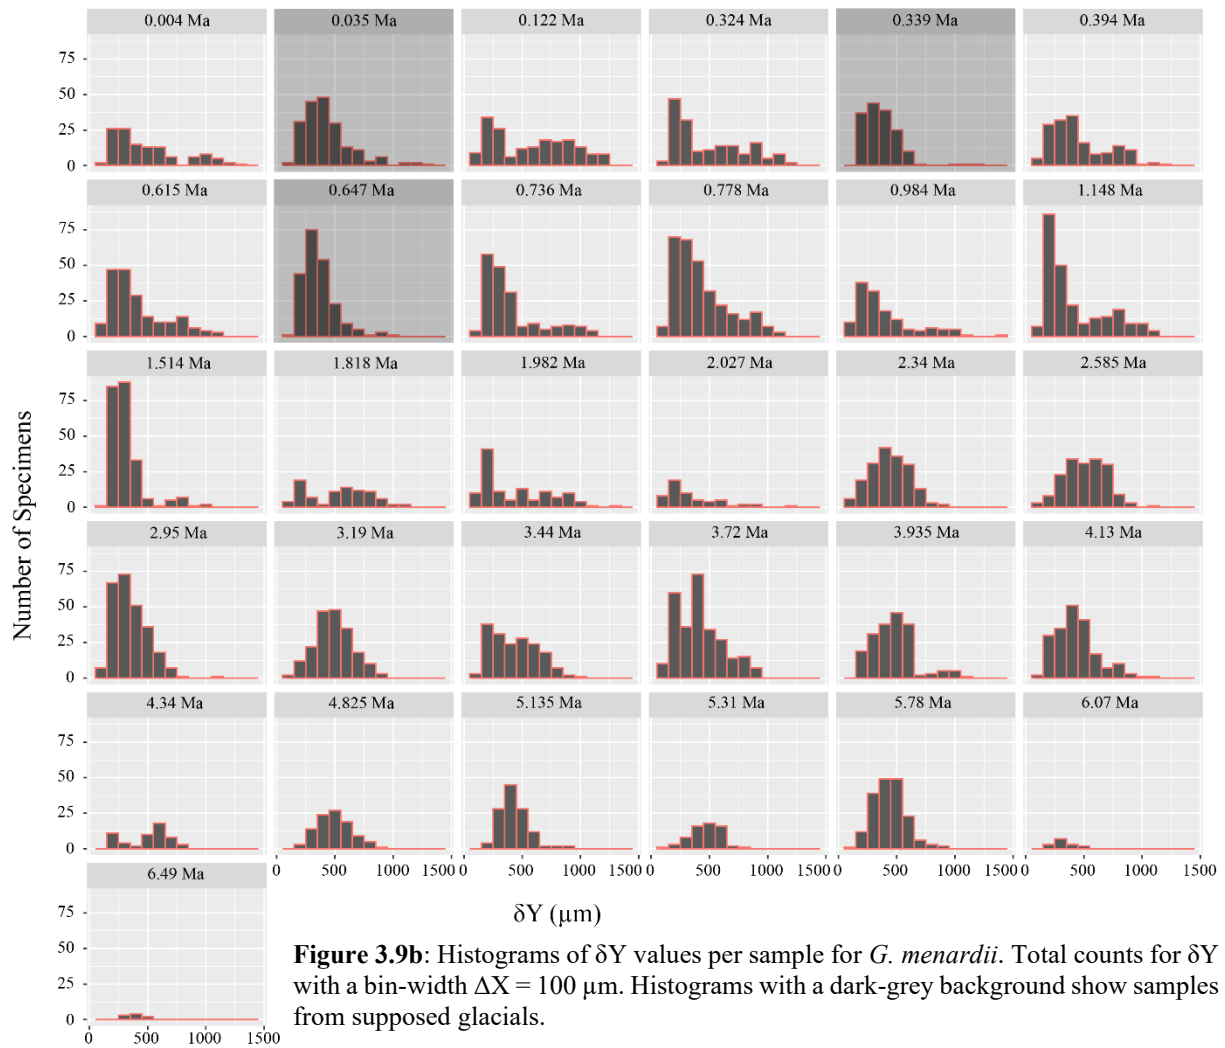 0.004 Ma 0.035 Ma 0.122 Ma 0.324 Ma 0.339 Ma 0.394 Ma
75
50
25
0
0.615 Ma 0.647 Ma 0.736 Ma 0.778 Ma 0.984 Ma 1.148 Ma
75
50
25
0
1.514 Ma 1.818 Ma 1.982 Ma 2.027 Ma 2.34 Ma 2.585 Ma
75
50
25
0
Number of Specimens
2.95 Ma 3.19 Ma 3.44 Ma 3.72 Ma 3.935 Ma 4.13 Ma
75
50
25
0
4.34 Ma 4.825 Ma 5.135 Ma 5.31 Ma 5.78 Ma 6.07 Ma
75
50
25
0
0 500 1000 1500 0 500 1000 1500 0 500 1000 1500 0 500 1000 1500 0 500 1000 1500
6.49 Ma
75
50
25
0
0 500 1000 1500
δY (µm)
Figure 3.9b: Histograms of δY values per sample for G. menardii. Total counts for δY
with a bin-width ΔX = 100 µm. Histograms with a dark-grey background show samples
from supposed glacials.